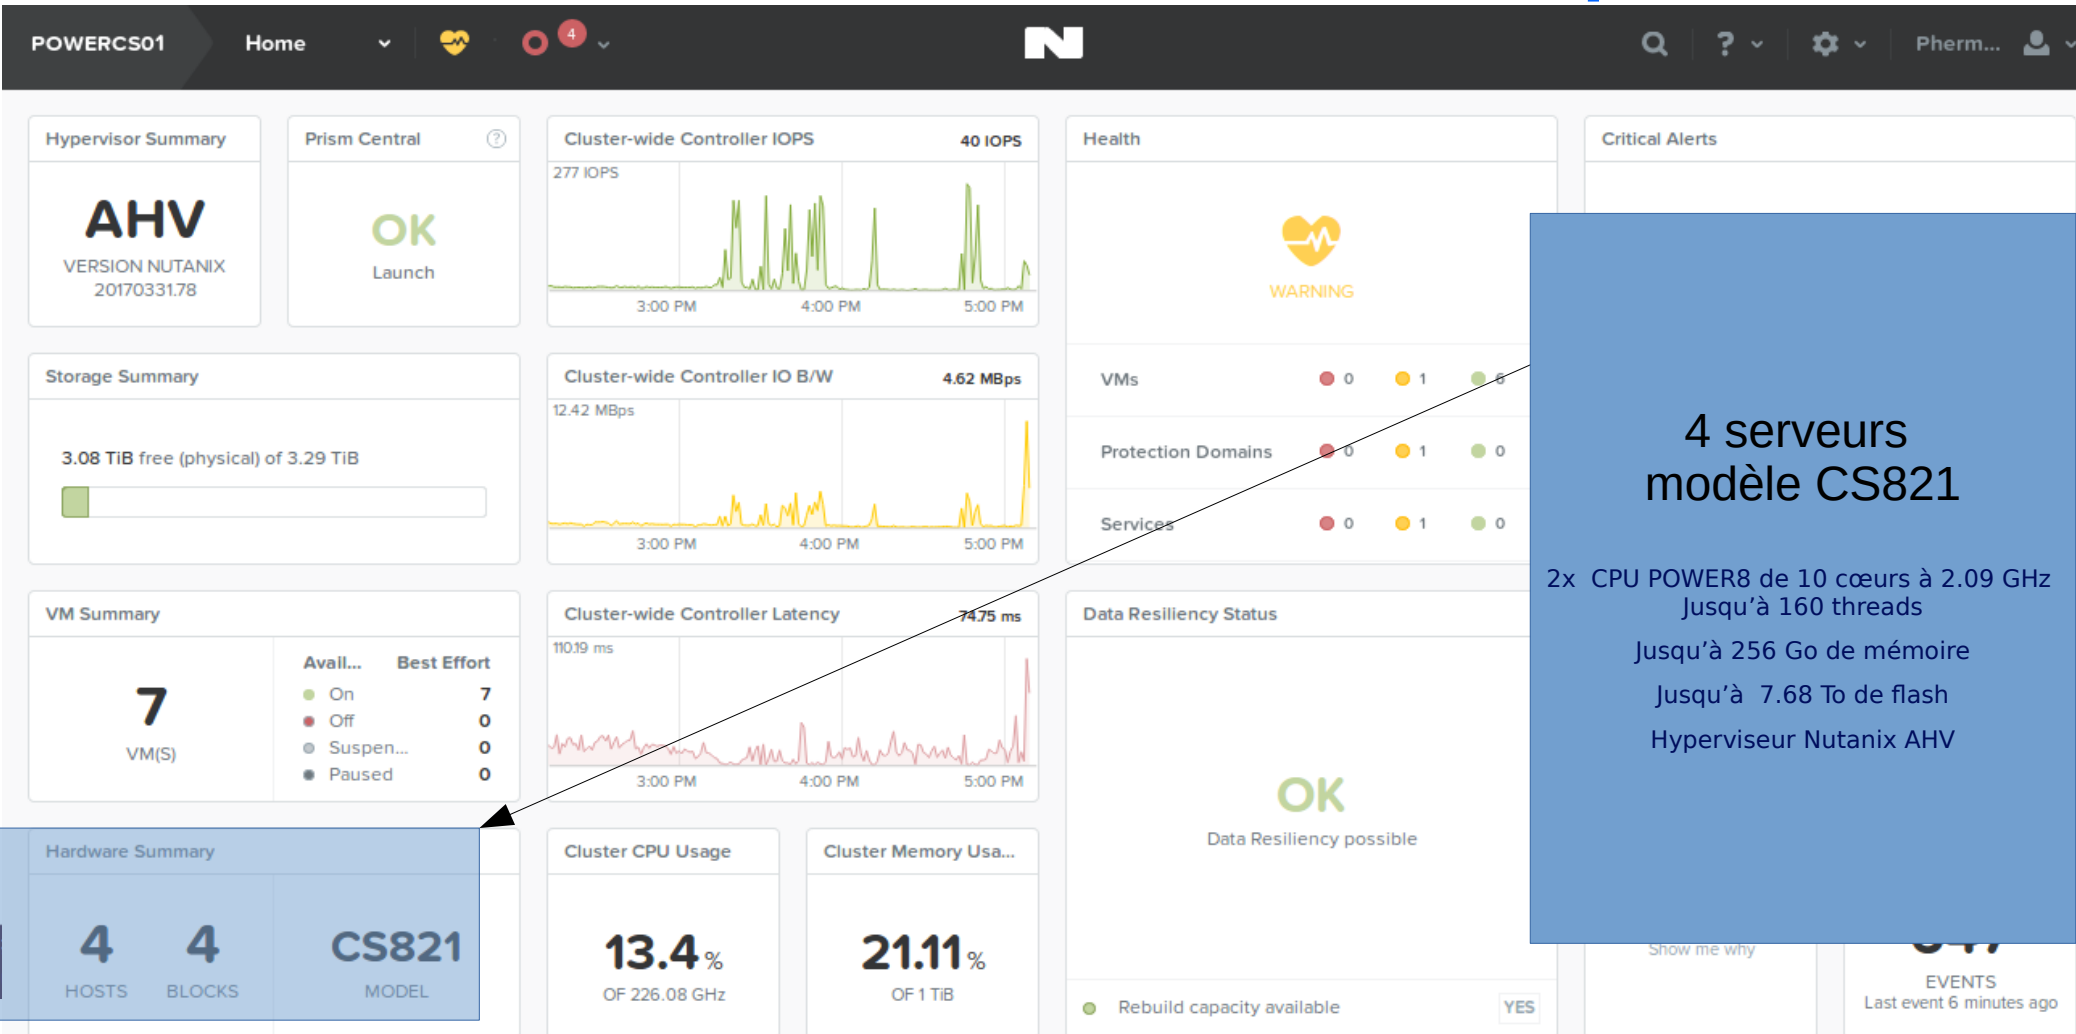 POWERCS01
Home
4
?
Pherm...
Hypervisor Summary
AHV
VERSION NUTANIX
20170331.78
Prism Central
?
OK
Launch
Cluster-wide Controller IOPS
40 IOPS
277 IOPS
3:00 PM
4:00 PM
5:00 PM
Health
WARNING
VMs
0
1
6
Protection Domains
0
1
0
Services
0
1
0
Critical Alerts
Storage Summary
3.08 TiB free (physical) of 3.29 TiB
Cluster-wide Controller IO B/W
4.62 MBps
12.42 MBps
3:00 PM
4:00 PM
5:00 PM
VM Summary
7
VM(S)
Avail...
Best Effort
On
7
Off
0
Suspen...
0
Paused
0
Cluster-wide Controller Latency
74.75 ms
110.19 ms
3:00 PM
4:00 PM
5:00 PM
Data Resiliency Status
OK
Data Resiliency possible
Rebuild capacity available
YES
4 serveurs
modèle CS821
2x CPU POWER8 de 10 cœurs à 2.09 GHz
Jusqu’à 160 threads
Jusqu’à 256 Go de mémoire
Jusqu’à 7.68 To de flash
Hyperviseur Nutanix AHV
Hardware Summary
4
HOSTS
4
BLOCKS
CS821
MODEL
Cluster CPU Usage
13.4 %
OF 226.08 GHz
Cluster Memory Usa...
21.11 %
OF 1 TiB
Show me why
EVENTS
Last event 6 minutes ago